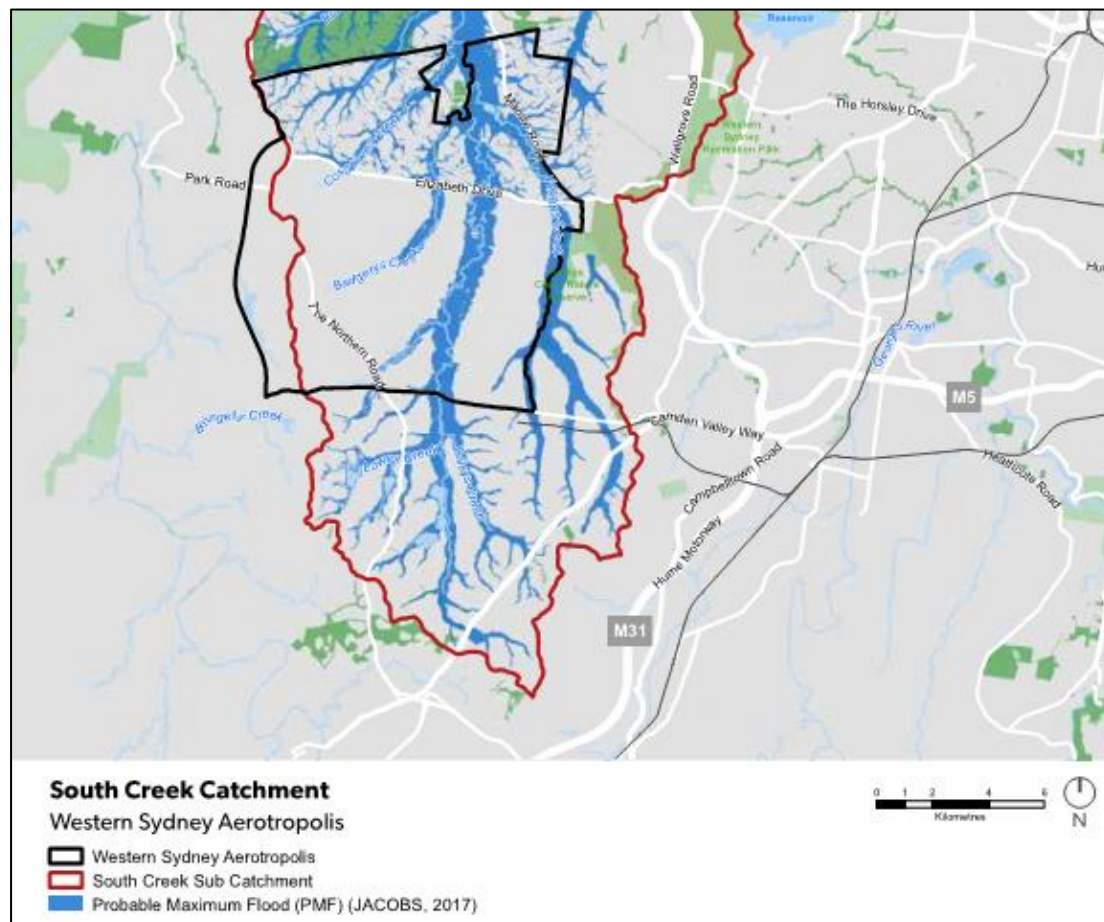 Reservoir
Wallgrove Road
The Horsley Drive
Western
Sydney
Recreation Park
Park Road
Elizabeth Drive
The Northern Road
Georges River
M5
Camden Valley Way
Campbelltown Road
Heathcote Road
Hume Motorway
M31
South Creek Catchment
Western Sydney Aerotropolis
0 1 2 4 6
Kilometres
N
Western Sydney Aerotropolis
South Creek Sub Catchment
Probable Maximum Flood (PMF) (JACOBS, 2017)